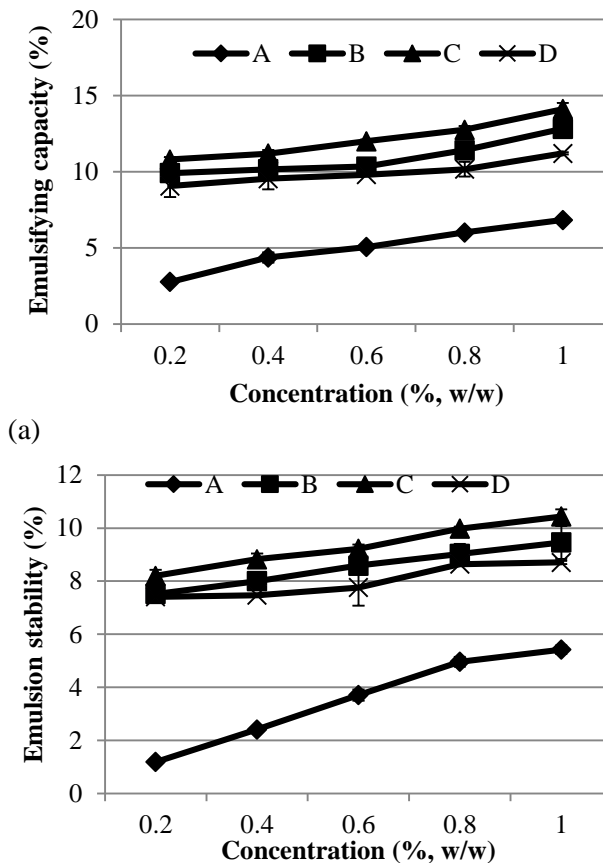 20
15
10
5
0
Emulsifying capacity (%)
A B C D
0.2 0.4 0.6 0.8 1
Concentration (%, w/w)
(a)
12
10
8
6
4
2
0
Emulsion stability (%)
A B C D
0.2 0.4 0.6 0.8 1
Concentration (%, w/w)